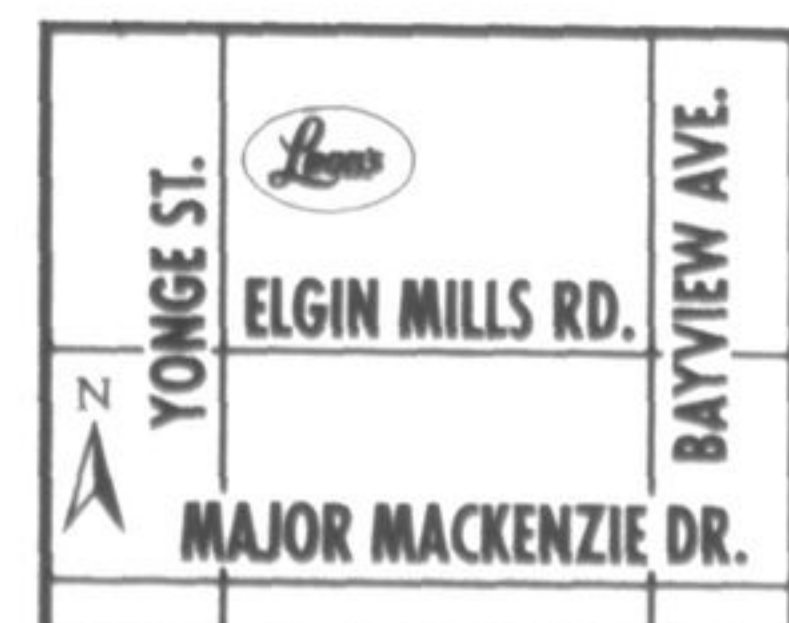 Leon's
YONGE ST.
BAYVIEW AVE.
ELGIN MILLS RD.
N
MAJOR MACKENZIE DR.